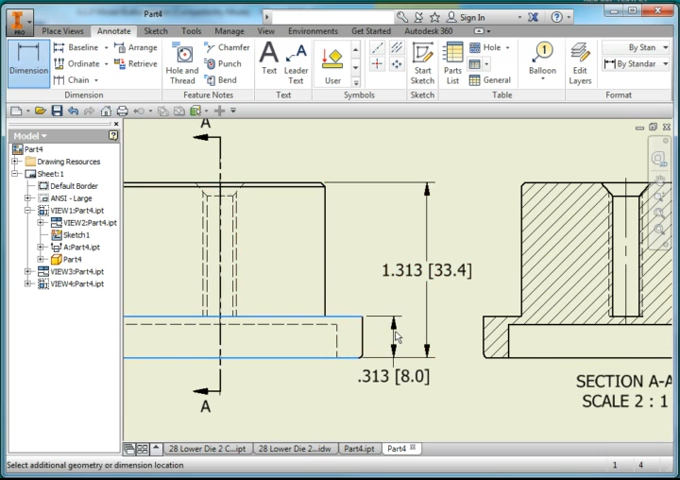 Part4
Sign In
PRO
Place Views Annotate Sketch Tools Manage View Environments Get Started Autodesk 360
Dimension
Baseline
Ordinate
Chain
Arrange
Retrieve
Dimension
Hole and
Thread
Chamfer
Punch
Bend
Feature Notes
Text
Leader
Text
Text
User
Symbols
Start
Sketch
Sketch
Parts
List
Hole
General
Table
Balloon
1
Edit
Layers
By Stan
By Standar
Format
Model
Part4
Drawing Resources
Sheet:1
Default Border
ANSI - Large
VIEW1:Part4.ipt
VIEW2:Part4.ipt
Sketch1
A:Part4.ipt
Part4
VIEW3:Part4.ipt
VIEW4:Part4.ipt
A
1.313 [33.4]
.313 [8.0]
A
SECTION A-A
SCALE 2 : 1
28 Lower Die 2 C...ipt
28 Lower Die 2 ...idw
Part4.ipt
Part4
Select additional geometry or dimension location
1
4